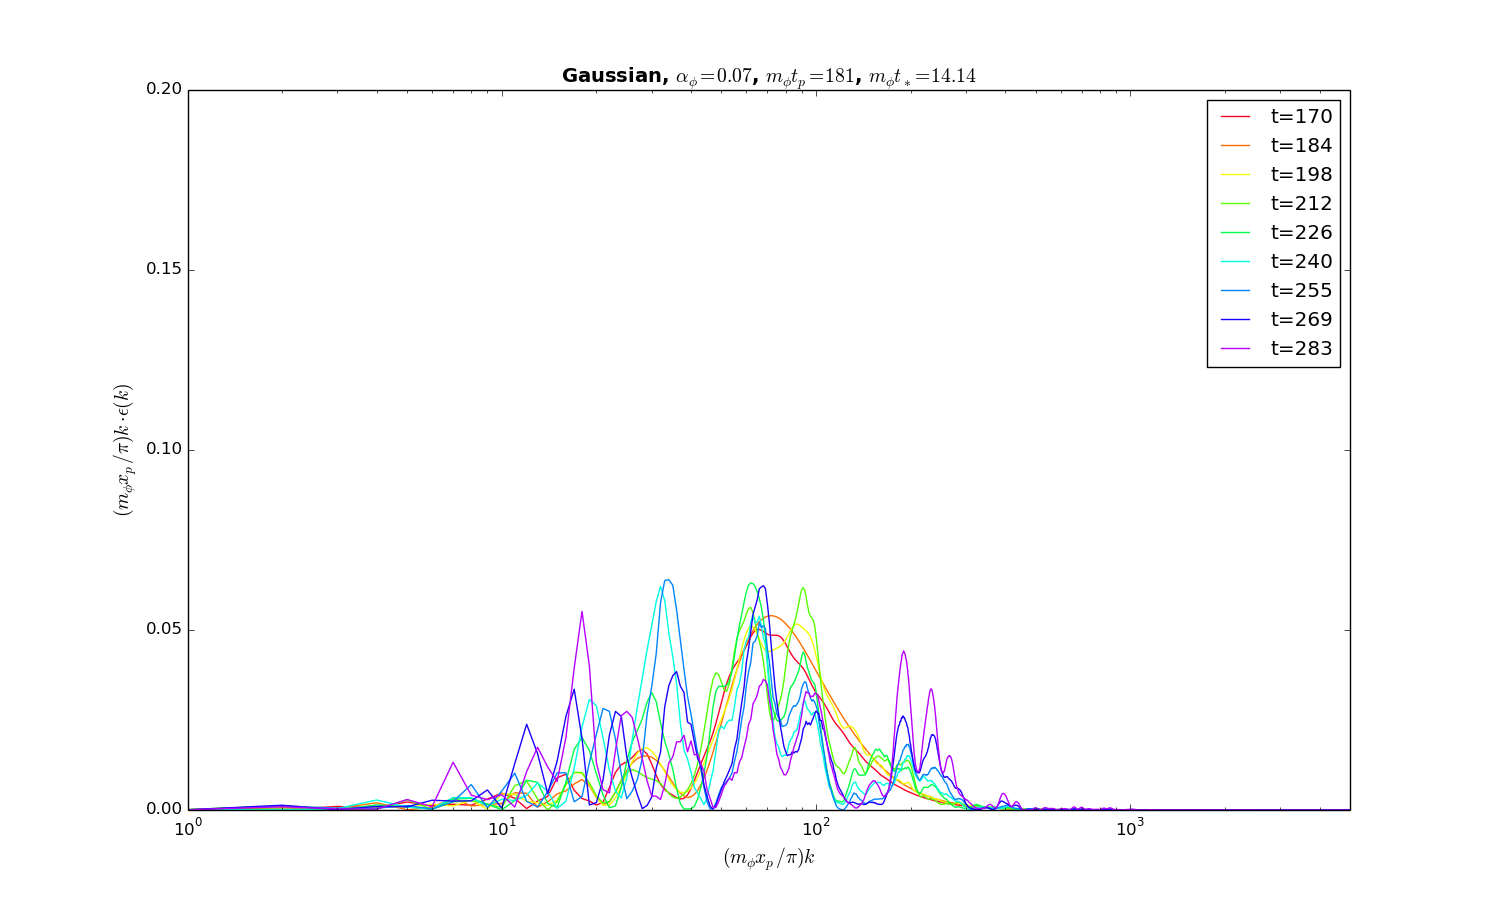 Gaussian, α_ϕ=0.07, m_ϕt_p=181, m_ϕt_*=14.14
0.20
t=170
t=184
t=198
t=212
t=226
t=240
t=255
t=269
t=283
0.15
0.10
(m_ϕx_p/π)k·ϵ(k)
0.05
0.00
10^0 10^1 10^2 10^3
(m_ϕx_p/π)k